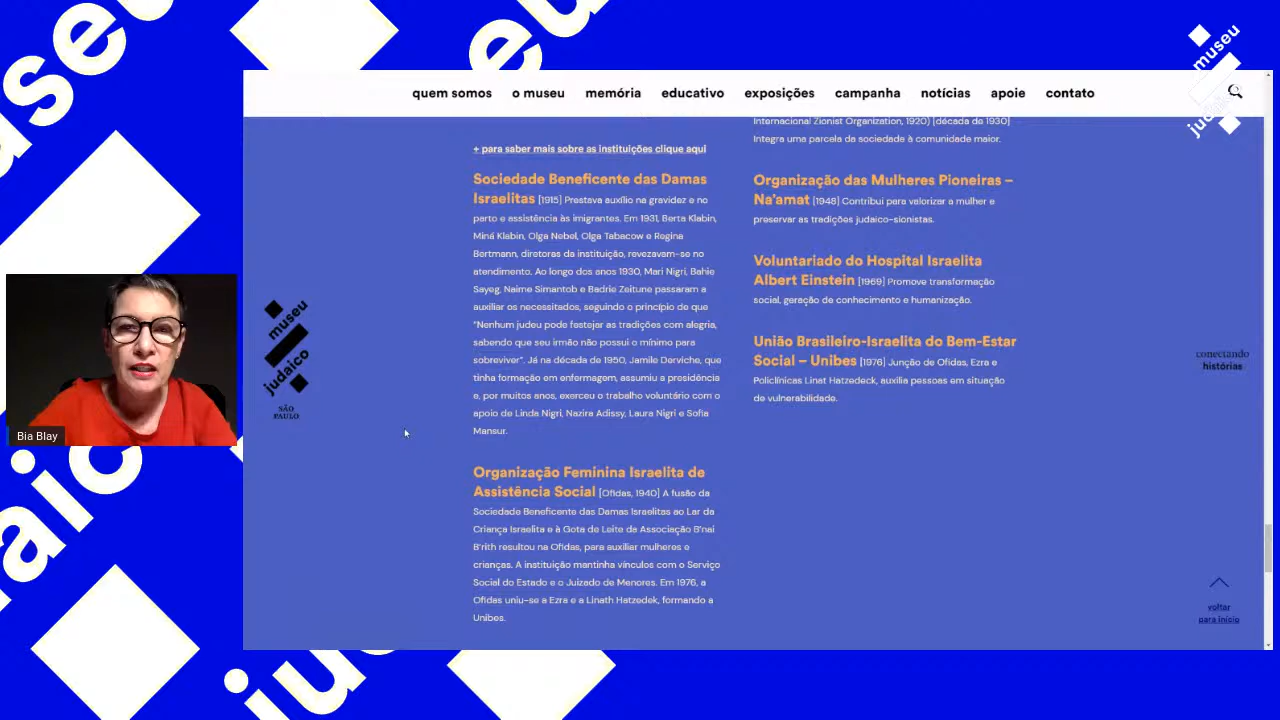 museu
museu
museu
judaico
quem somos o museu memória educativo exposições campanha notícias apoie contato
+ para saber mais sobre as instituições clique aqui
Sociedade Beneficente das Damas
Israelitas [1915] Prestava auxílio na gravidez e no
parto e assistência às imigrantes. Em 1931, Berta Klabin,
Miná Klabin, Olga Nebel, Olga Tabacow e Regina
Bertmann, diretoras da instituição, revezavam-se no
atendimento. Ao longo dos anos 1930, Mari Nigri, Bahie
Sayeg, Naime Simantob e Badrie Zeitune passaram a
auxiliar os necessitados, seguindo o princípio de que
"Nenhum judeu pode festejar as tradições com alegria,
sabendo que seu irmão não possui o mínimo para
sobreviver". Já na década de 1950, Jamile Derviche, que
tinha formação em enfermagem, assumiu a presidência
e, por muitos anos, exerceu o trabalho voluntário com o
apoio de Linda Nigri, Nazira Adissy, Laura Nigri e Sofia
Mansur.
Organização Feminina Israelita de
Assistência Social [Ofidas, 1940] A fusão da
Sociedade Beneficente das Damas Israelitas ao Lar da
Criança Israelita e à Gota de Leite da Associação B'nai
B'rith resultou na Ofidas, para auxiliar mulheres e
crianças. A instituição mantinha vínculos com o Serviço
Social do Estado e o Juizado de Menores. Em 1976, a
Ofidas uniu-se a Ezra e a Linath Hatzedek, formando a
Unibes.
Internacional Zionist Organization, 1920) [década de 1930]
Integra uma parcela da sociedade à comunidade maior.
Organização das Mulheres Pioneiras –
Na'amat [1948] Contribui para valorizar a mulher e
preservar as tradições judaico-sionistas.
Voluntariado do Hospital Israelita
Albert Einstein [1969] Promove transformação
social, geração de conhecimento e humanização.
União Brasileiro-Israelita do Bem-Estar
Social – Unibes [1976] Junção de Ofidas, Ezra e
Policlínicas Linat Hatzedeck, auxilia pessoas em situação
de vulnerabilidade.
museu
judaico
SÃO
PAULO
conectando
histórias
voltar
para início
Bia Blay
judaico
ju